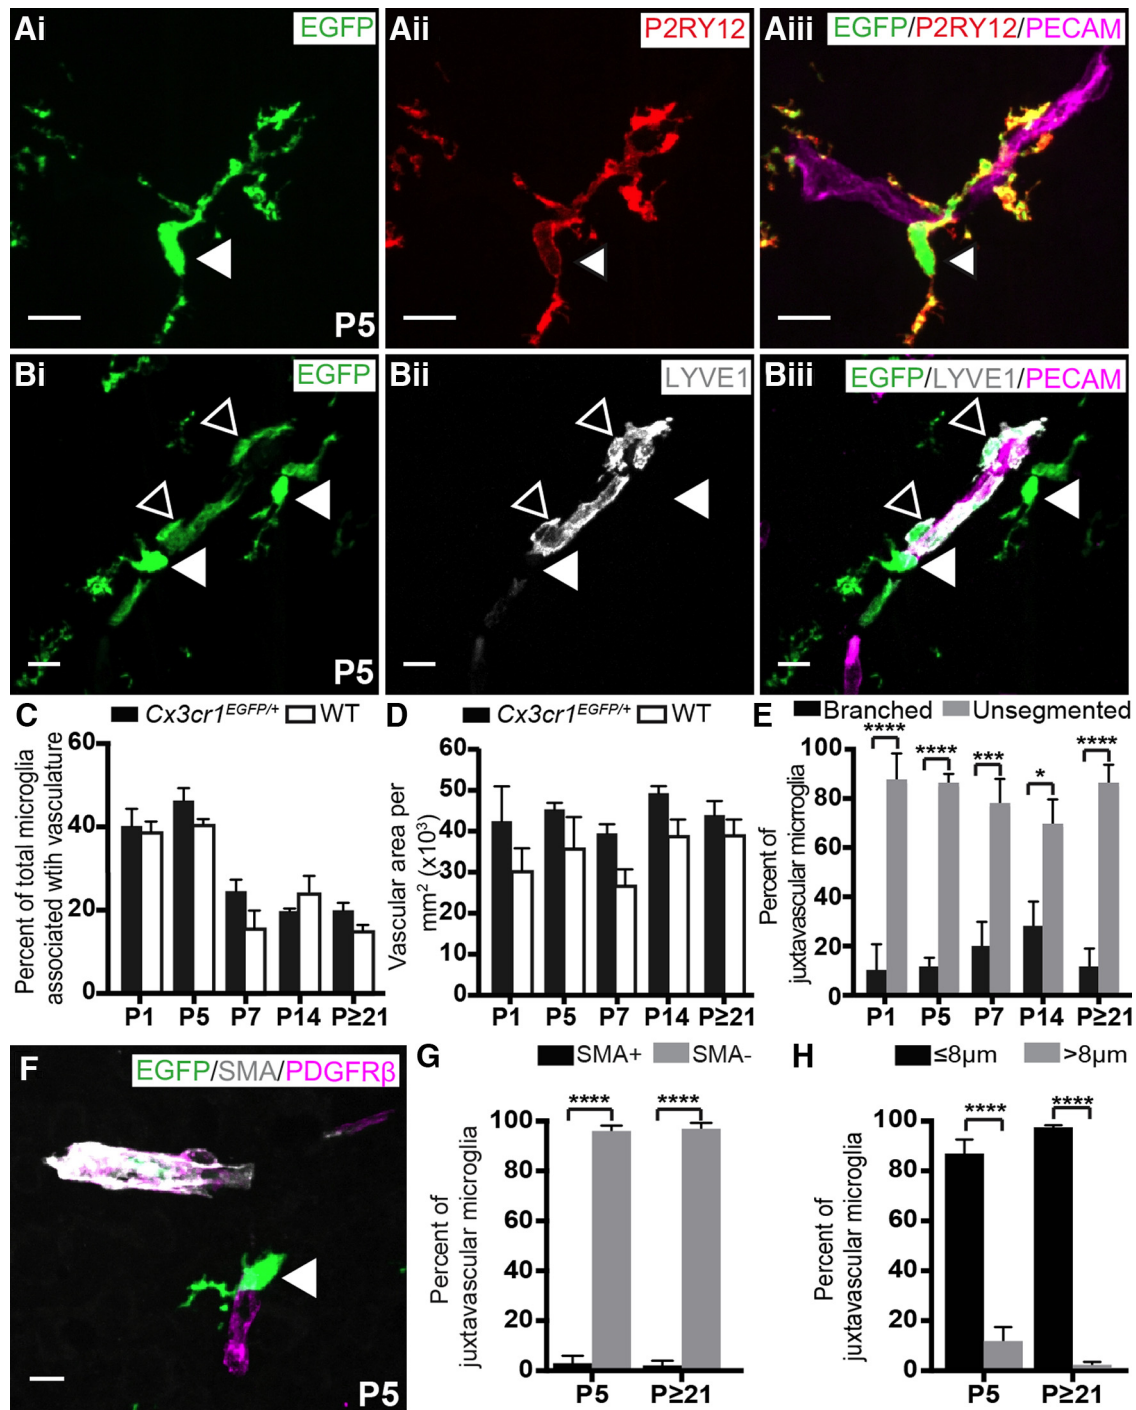 Ai
EGFP
Aii
P2RY12
Aiii
EGFP/P2RY12/PECAM
P5
Bi
EGFP
Bii
LYVE1
Biii
EGFP/LYVE1/PECAM
P5
C
Cx3cr1EGFP/+ WT
Percent of total microglia
associated wtih vasculature
60
40
20
0
P1 P5 P7 P14 P≥21
D
Cx3cr1EGFP/+ WT
Vascular area per
mm² (x10³)
60
50
40
30
20
10
0
P1 P5 P7 P14 P≥21
E
Branched Unsegmented
Percent of
juxtavascular microglia
100
80
60
40
20
0
**** **** *** * ****
P1 P5 P7 P14 P≥21
F
EGFP/SMA/PDGFRβ
P5
G
SMA+ SMA-
Percent of
juxtavascular microglia
100
80
60
40
20
0
**** ****
P5 P≥21
H
≤8μm >8μm
Percent of
juxtavascular microglia
100
80
60
40
20
0
**** ****
P5 P≥21